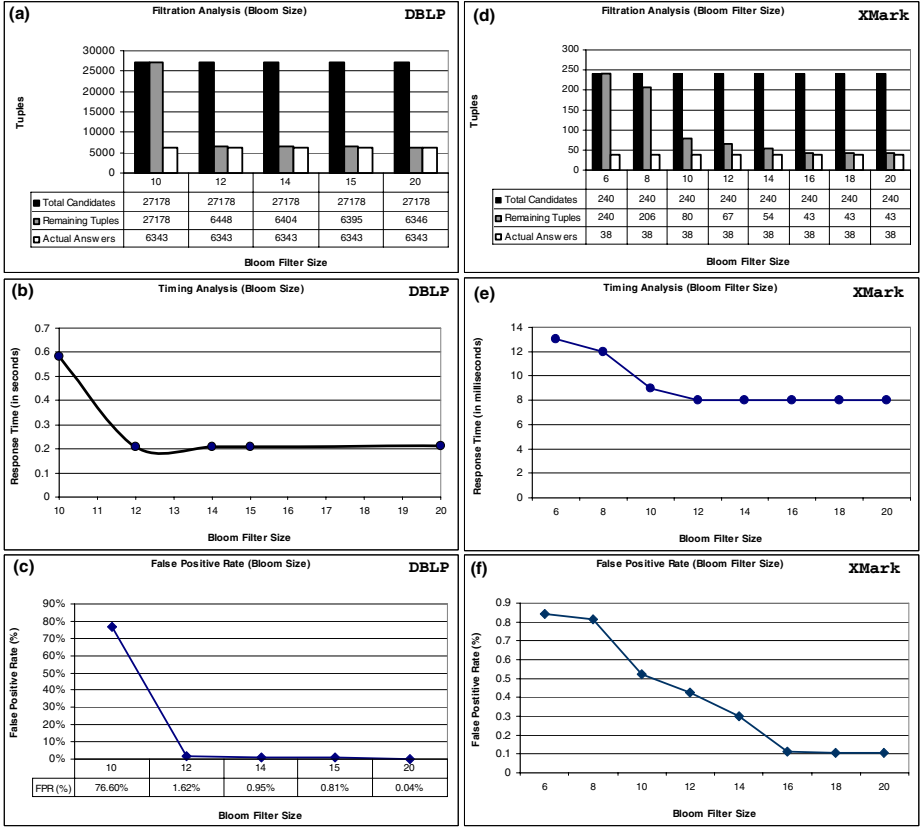 (a)
Filtration Analysis (Bloom Size)
DBLP
Tuples
30000
25000
20000
15000
10000
5000
0
10 12 14 15 20
Total Candidates 27178 27178 27178 27178 27178
Remaining Tuples 27178 6448 6404 6395 6346
Actual Answers 6343 6343 6343 6343 6343
Bloom Filter Size
(d)
Filtration Analysis (Bloom Filter Size)
XMark
Tuples
300
250
200
150
100
50
0
6 8 10 12 14 16 18 20
Total Candidates 240 240 240 240 240 240 240 240
Remaining Tuples 240 206 80 67 54 43 43 43
Actual Answers 38 38 38 38 38 38 38 38
Bloom Filter Size
(b)
Timing Analysis (Bloom Size)
DBLP
Response Time (in seconds)
0.7
0.6
0.5
0.4
0.3
0.2
0.1
0
10 11 12 13 14 15 16 17 18 19 20
Bloom Filter Size
(e)
Timing Analysis (Bloom Filter Size)
XMark
Response Time (in milliseconds)
14
12
10
8
6
4
2
0
6 8 10 12 14 16 18 20
Bloom Filter Size
(c)
False Positive Rate (Bloom Size)
DBLP
False Positive Rate (%)
90%
80%
70%
60%
50%
40%
30%
20%
10%
0%
10 12 14 15 20
FPR (%) 76.60% 1.62% 0.95% 0.81% 0.04%
Bloom Filter Size
(f)
False Positive Rate (Bloom Filter Size)
XMark
False Postitive Rate (%)
0.9
0.8
0.7
0.6
0.5
0.4
0.3
0.2
0.1
0
6 8 10 12 14 16 18 20
Bloom Filter Size